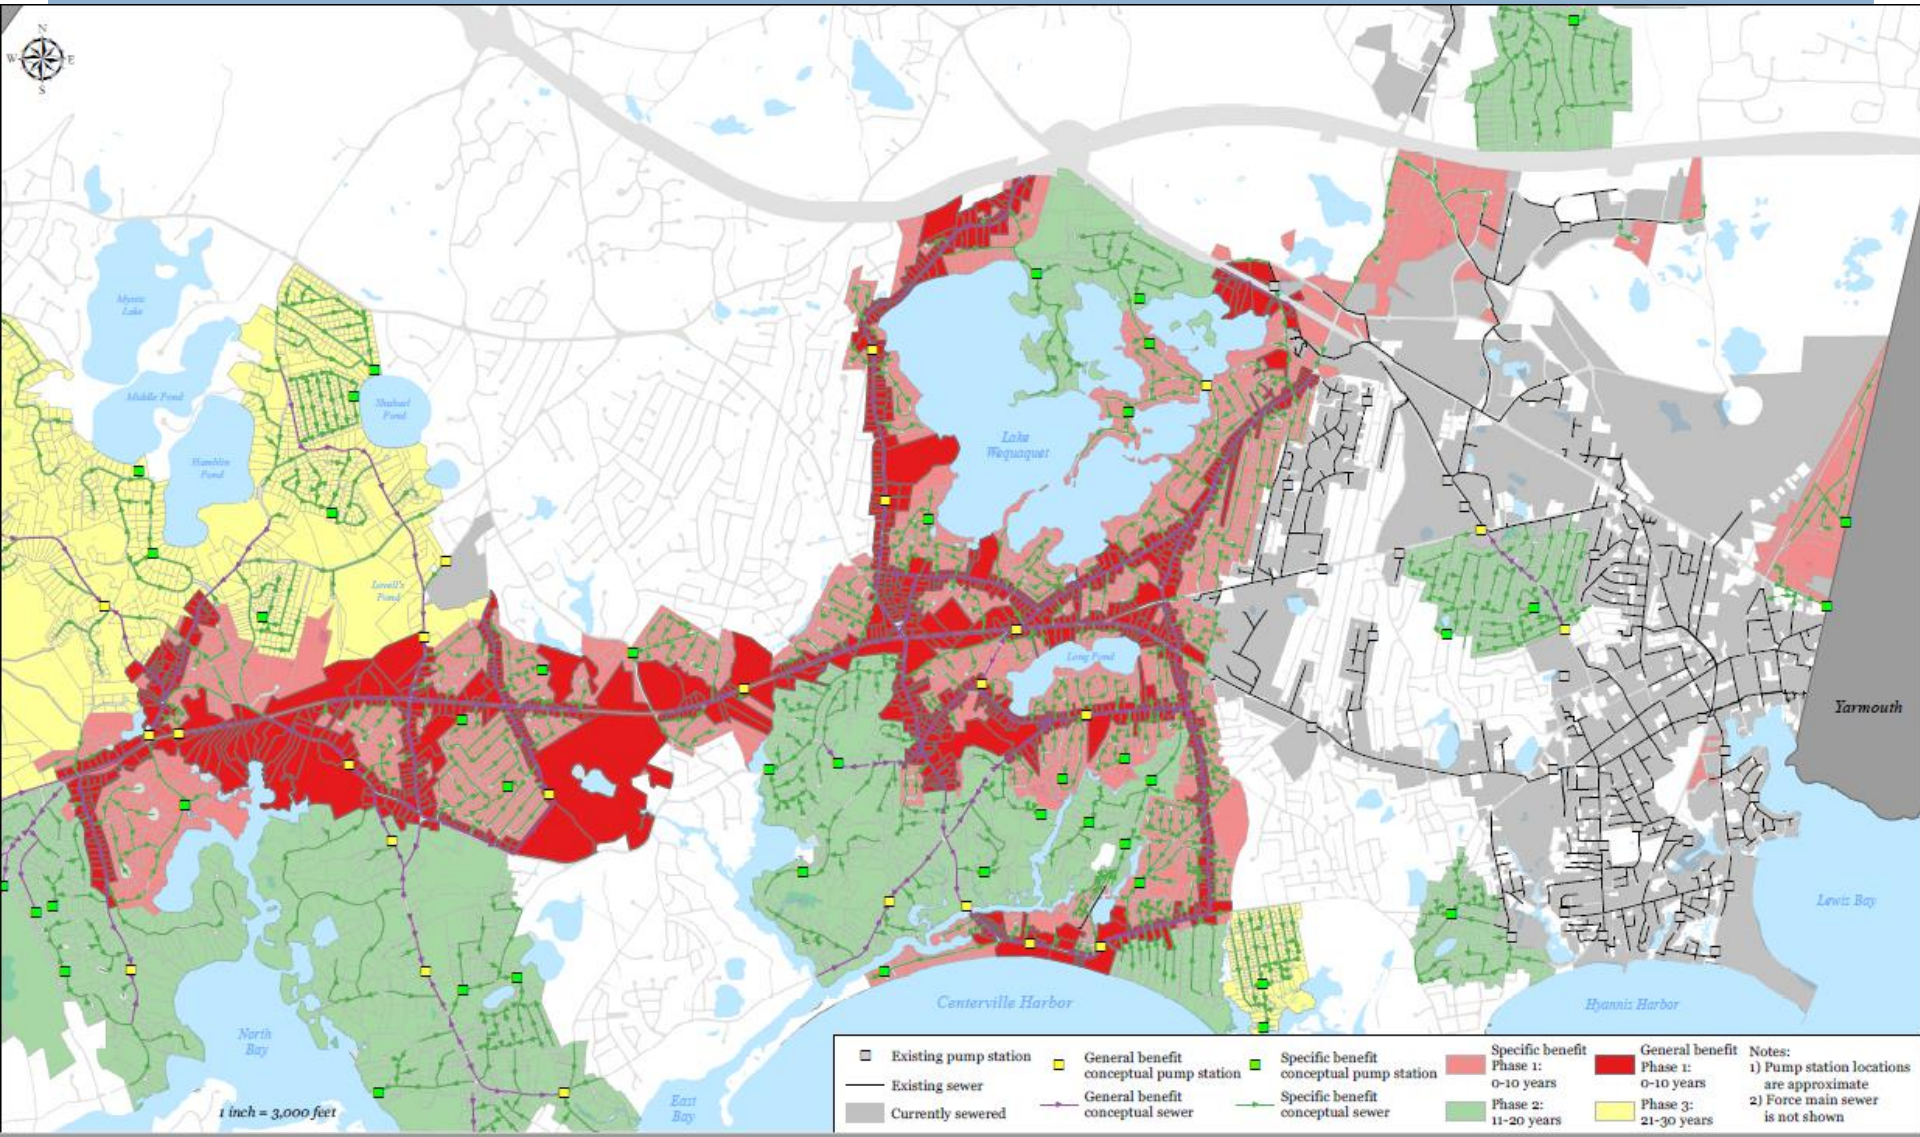 N
W E
S
Mystic
Lake
Middle Pond
Shubael
Pond
Hamblin
Pond
Lovell's
Pond
Lake
Wequaquet
Long Pond
Yarmouth
Lewis Bay
Centerville Harbor
Hyannis Harbor
North
Bay
East
Bay
1 inch = 3,000 feet
Existing pump station
Existing sewer
Currently sewered
General benefit
conceptual pump station
General benefit
conceptual sewer
Specific benefit
conceptual pump station
Specific benefit
conceptual sewer
Specific benefit
Phase 1:
0-10 years
Phase 2:
11-20 years
General benefit
Phase 1:
0-10 years
Phase 3:
21-30 years
Notes:
1) Pump station locations
are approximate
2) Force main sewer
is not shown